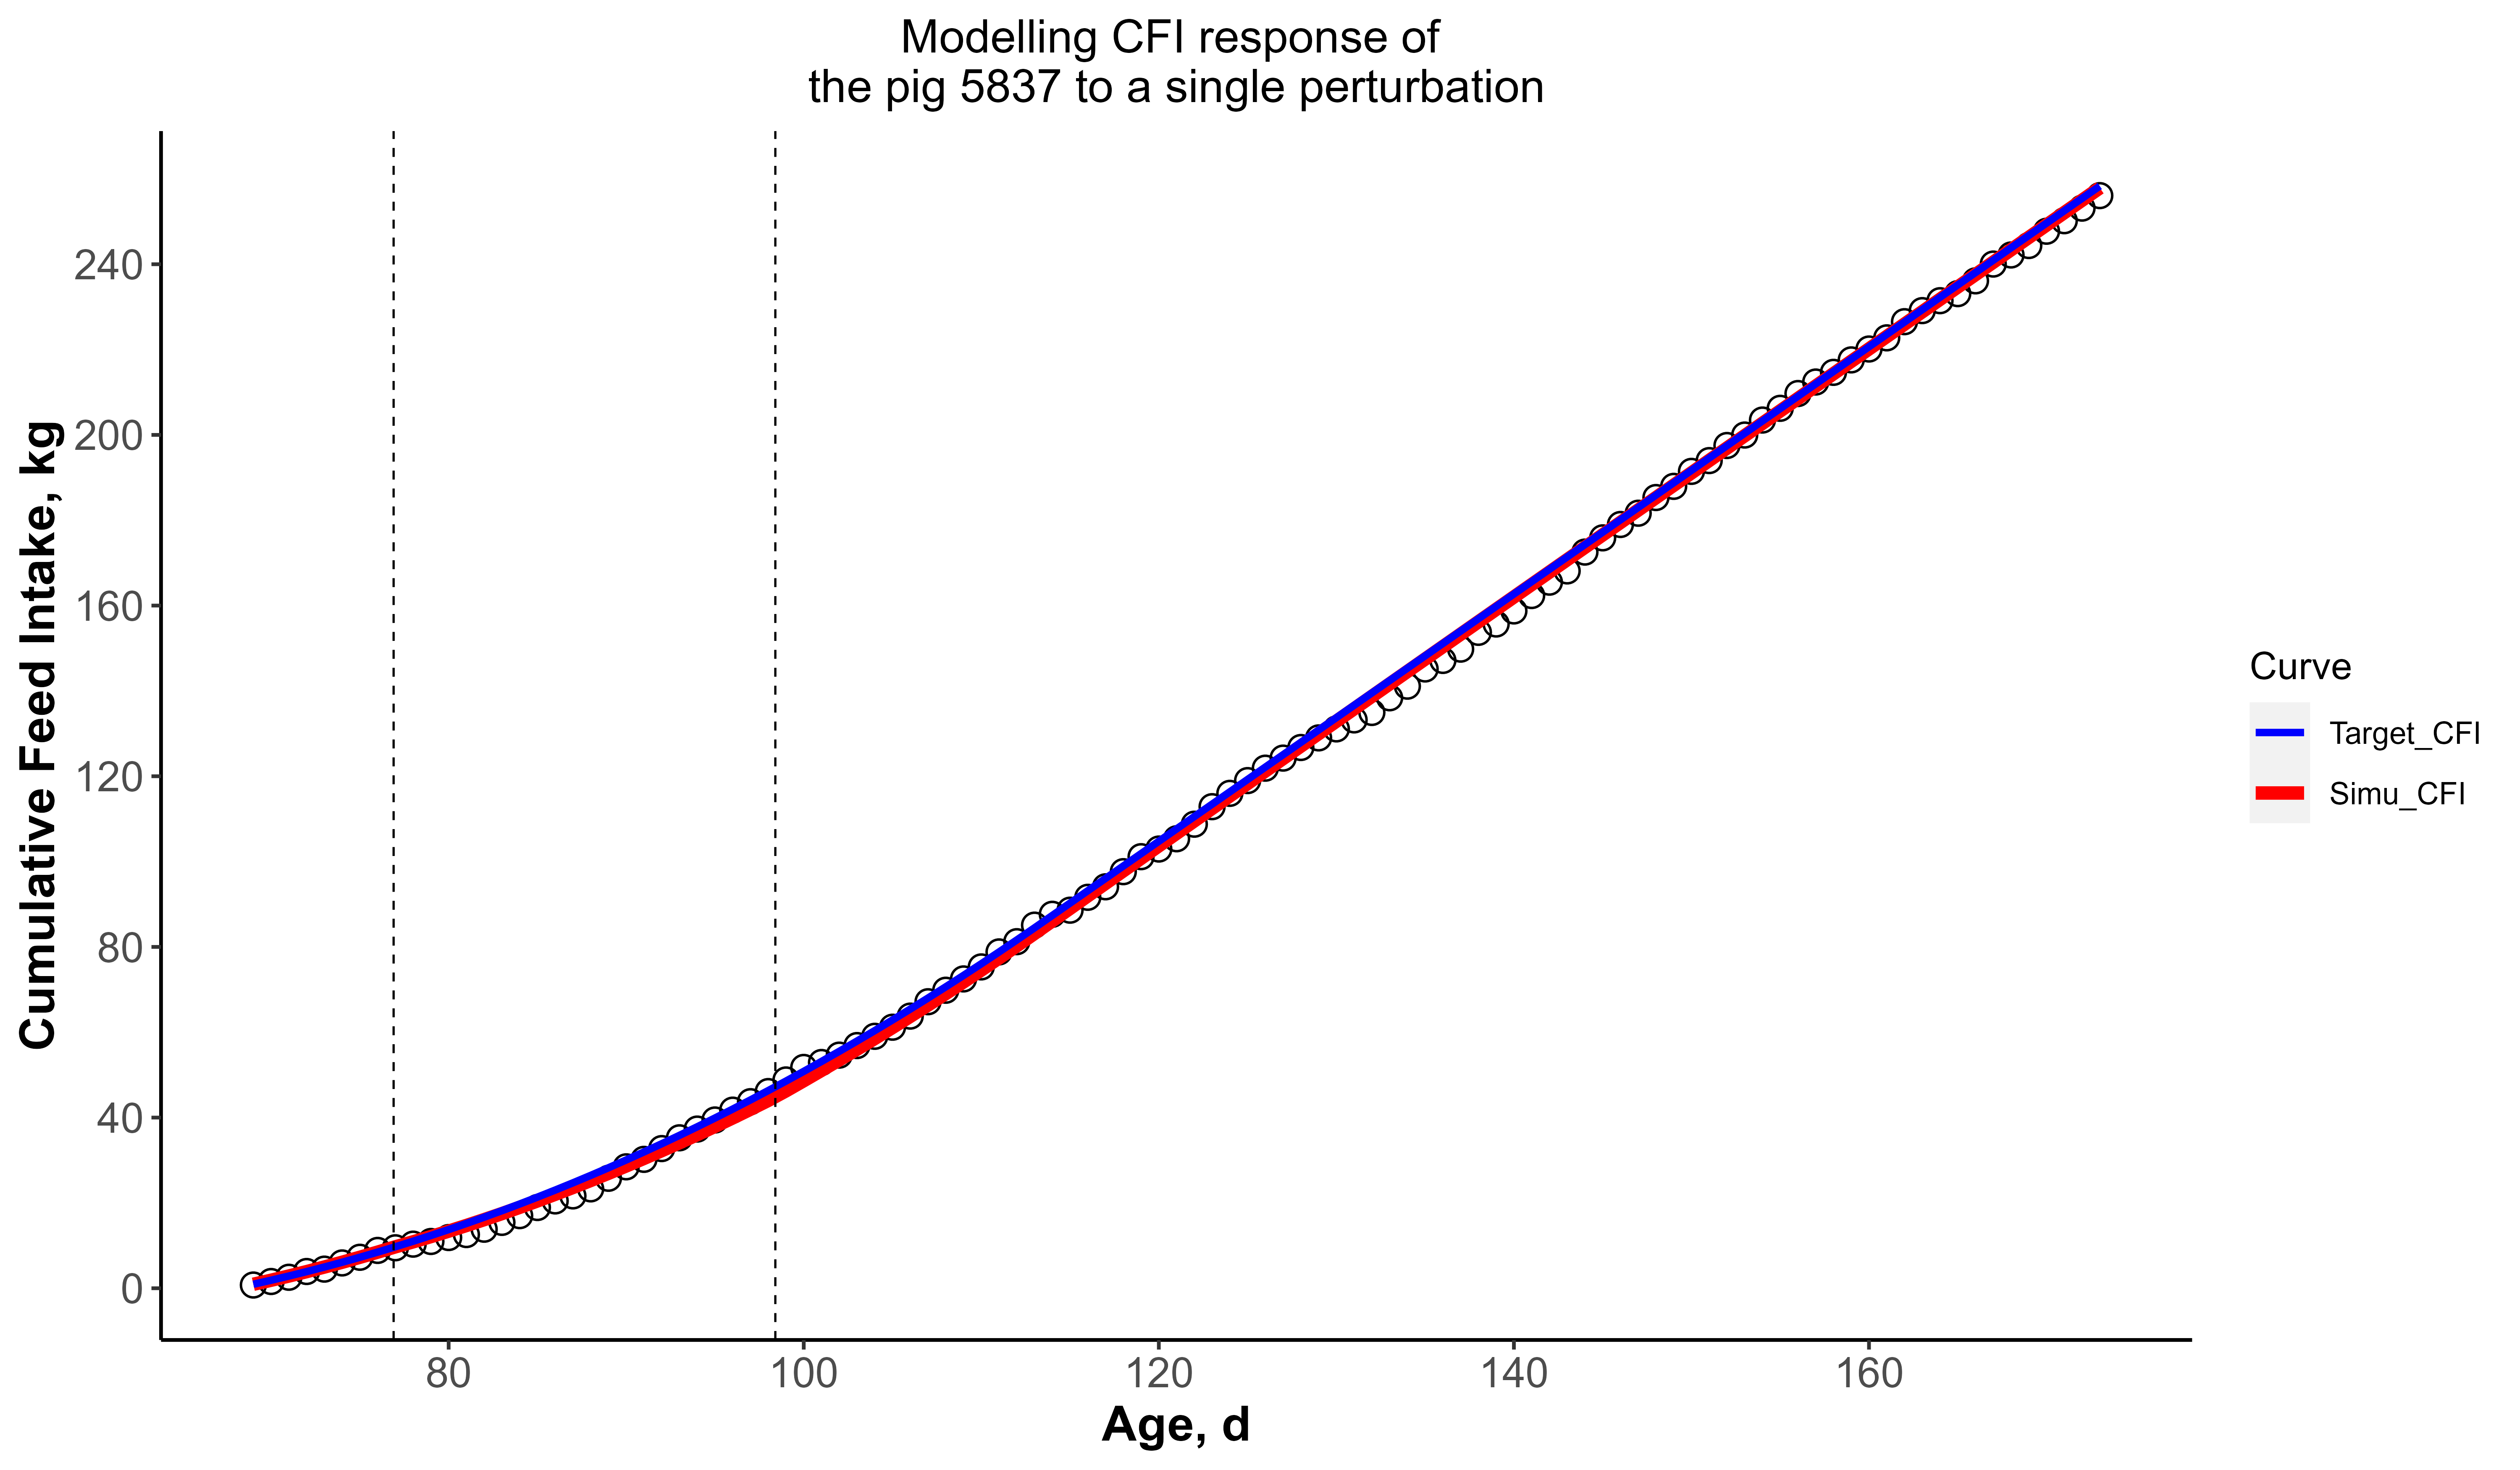 Modelling CFI response of
the pig 5837 to a single perturbation
Cumulative Feed Intake, kg
240
200
160
120
80
40
0
80
100
120
140
160
Age, d
Curve
Target_CFI
Simu_CFI